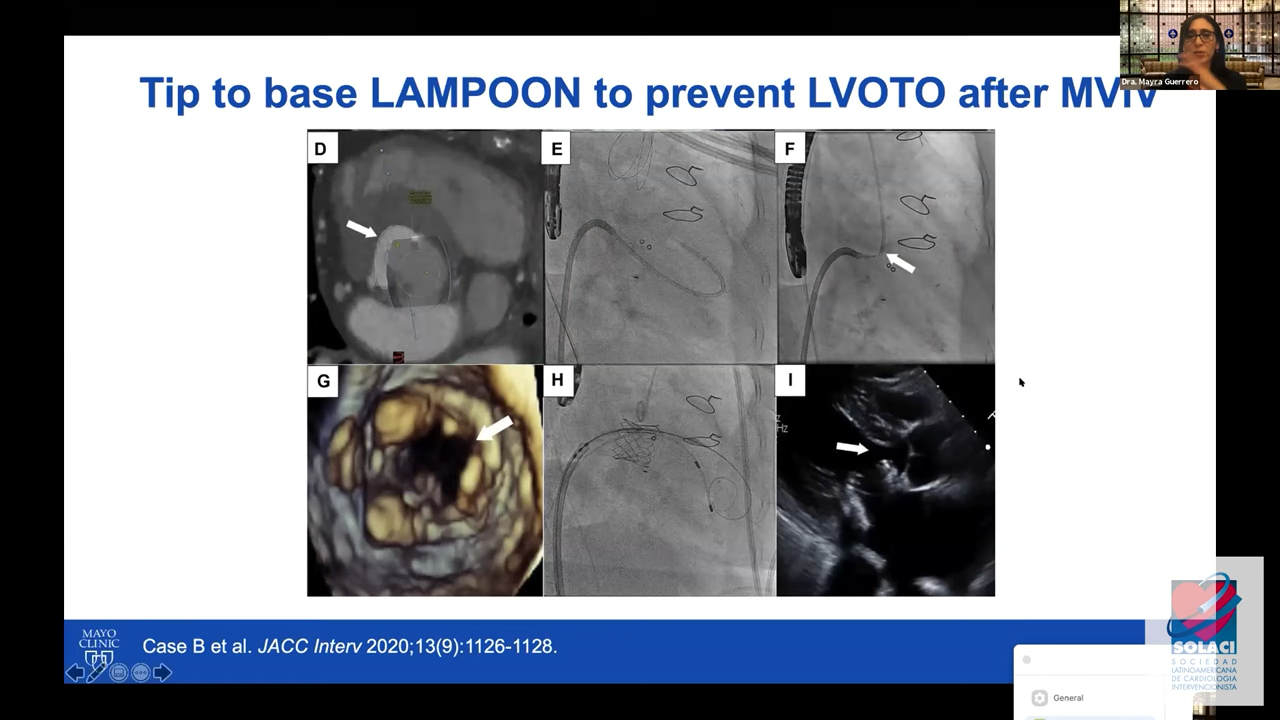 Dra. Mayra Guerrero
Tip to base LAMPOON to prevent LVOTO after MViV
D
E
F
G
H
I
Hz
MAYO
CLINIC
Case B et al. JACC Interv 2020;13(9):1126-1128.
SOLACI
SOCIEDAD
LATINOAMERICANA
DE CARDIOLOGIA
INTERVENCIONISTA
General